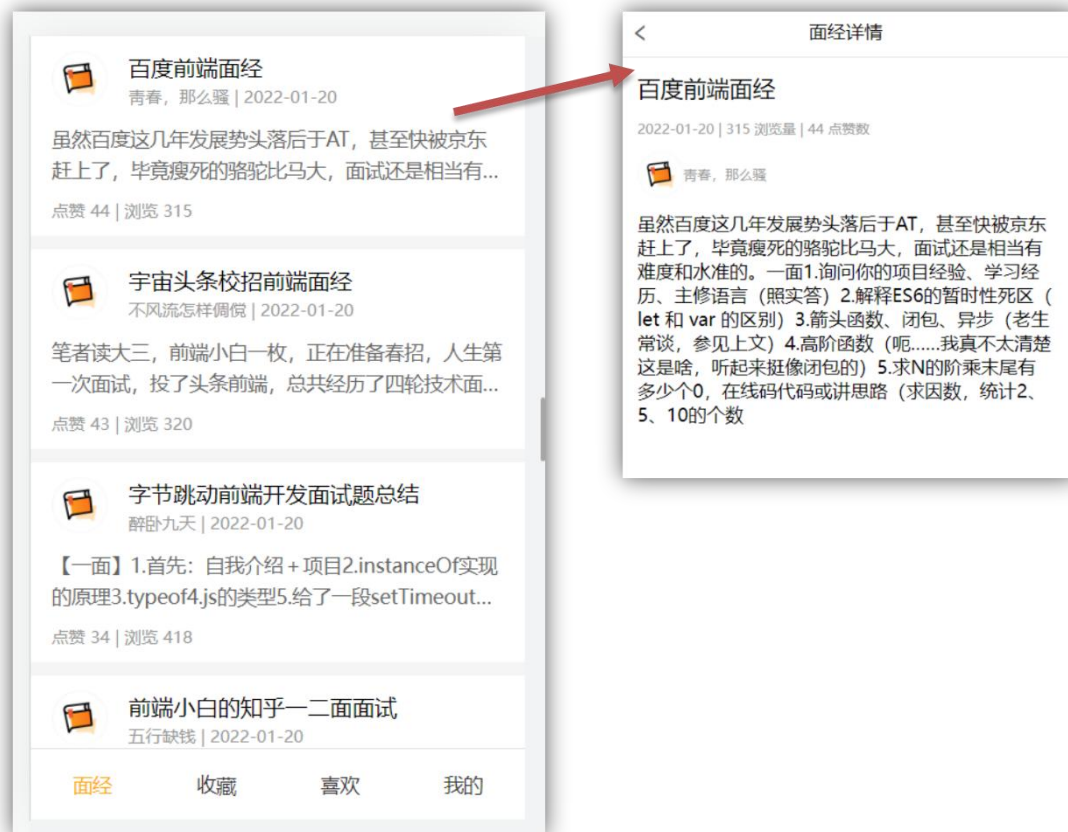 百度前端面经
青春，那么骚 | 2022-01-20
虽然百度这几年发展势头落后于AT，甚至快被京东
赶上了，毕竟瘦死的骆驼比马大，面试还是相当有...
点赞 44 | 浏览 315
宇宙头条校招前端面经
不风流怎样倜傥 | 2022-01-20
笔者读大三，前端小白一枚，正在准备春招，人生第
一次面试，投了头条前端，总共经历了四轮技术面...
点赞 43 | 浏览 320
字节跳动前端开发面试题总结
醉卧九天 | 2022-01-20
【一面】1.首先：自我介绍 + 项目2.instanceOf实现
的原理3.typeof4.js的类型5.给了一段setTimeout...
点赞 34 | 浏览 418
前端小白的知乎一二面面试
五行缺钱 | 2022-01-20
面经 收藏 喜欢 我的
< 面经详情
百度前端面经
2022-01-20 | 315 浏览量 | 44 点赞数
青春，那么骚
虽然百度这几年发展势头落后于AT，甚至快被京东
赶上了，毕竟瘦死的骆驼比马大，面试还是相当有
难度和水准的。一面1.询问你的项目经验、学习经
历、主修语言（照实答）2.解释ES6的暂时性死区（
let 和 var 的区别）3.箭头函数、闭包、异步（老生
常谈，参见上文）4.高阶函数（呃......我真不太清楚
这是啥，听起来挺像闭包的）5.求N的阶乘末尾有
多少个0，在线码代码或讲思路（求因数，统计2、
5、10的个数